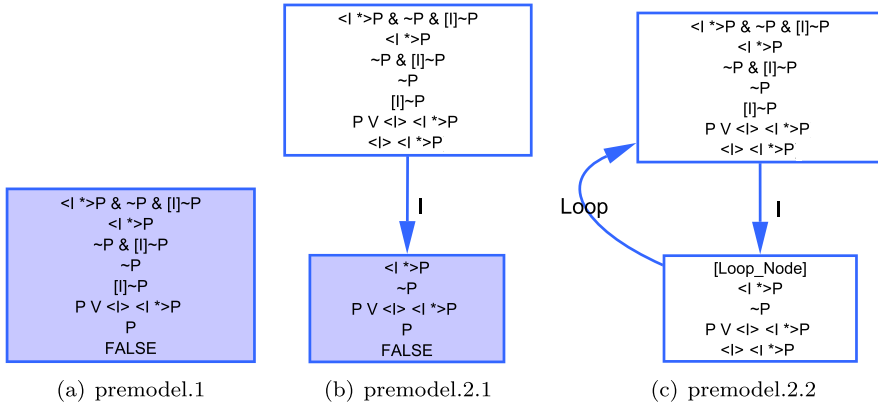 <I *>P & ~P & [I]~P
<I *>P
~P & [I]~P
~P
[I]~P
P V <I> <I *>P
P
FALSE
(a) premodel.1
<I *>P & ~P & [I]~P
<I *>P
~P & [I]~P
~P
[I]~P
P V <I> <I *>P
<I> <I *>P
I
<I *>P
~P
P V <I> <I *>P
P
FALSE
(b) premodel.2.1
<I *>P & ~P & [I]~P
<I *>P
~P & [I]~P
~P
[I]~P
P V <I> <I *>P
<I> <I *>P
Loop
I
[Loop_Node]
<I *>P
~P
P V <I> <I *>P
<I> <I *>P
(c) premodel.2.2